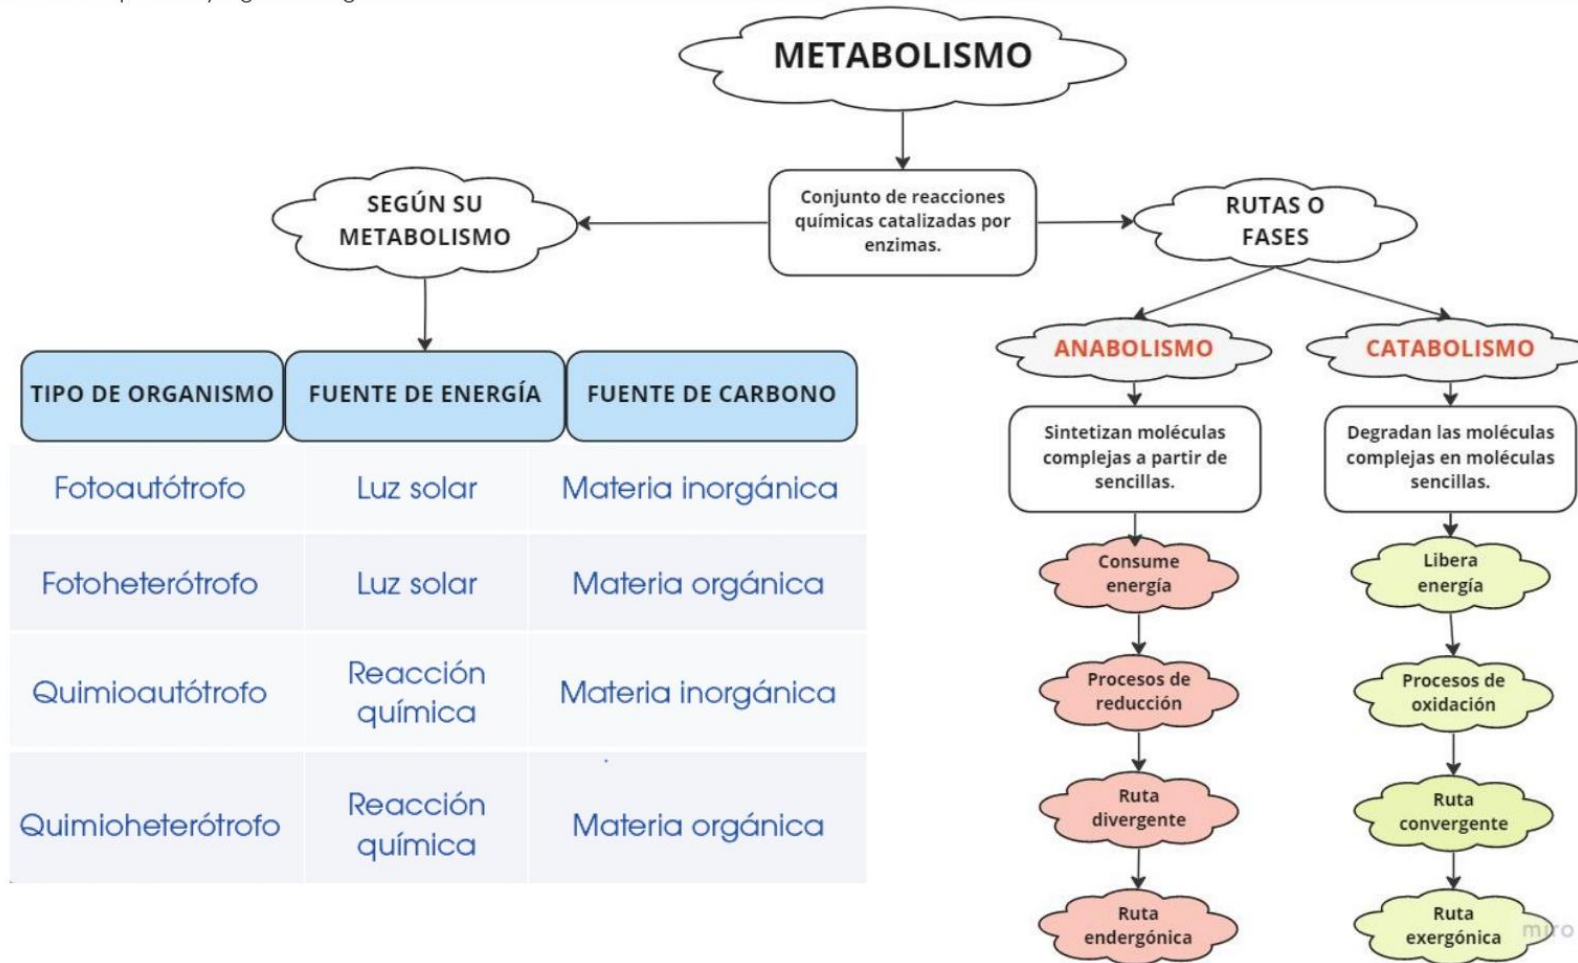 METABOLISMO
Conjunto de reacciones
químicas catalizadas por
enzimas.
SEGÚN SU
METABOLISMO
TIPO DE ORGANISMO
FUENTE DE ENERGÍA
FUENTE DE CARBONO
Fotoautótrofo
Luz solar
Materia inorgánica
Fotoheterótrofo
Luz solar
Materia orgánica
Quimioautótrofo
Reacción
química
Materia inorgánica
Quimioheterótrofo
Reacción
química
Materia orgánica
RUTAS O
FASES
ANABOLISMO
Sintetizan moléculas
complejas a partir de
sencillas.
Consume
energía
Procesos de
reducción
Ruta
divergente
Ruta
endergónica
CATABOLISMO
Degradan las moléculas
complejas en moléculas
sencillas.
Libera
energía
Procesos de
oxidación
Ruta
convergente
Ruta
exergónica
miro